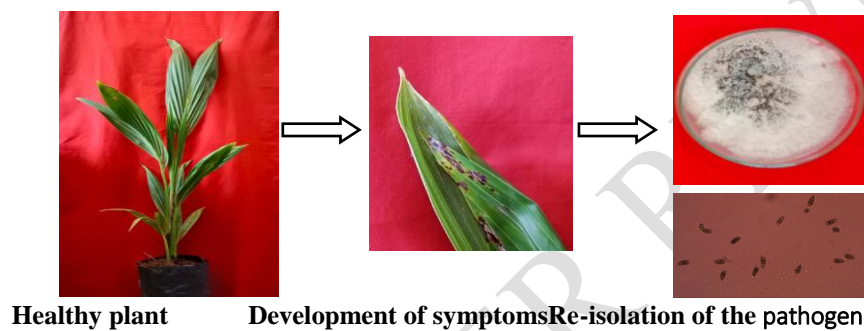 Healthy plant Development of symptomsRe-isolation of the pathogen